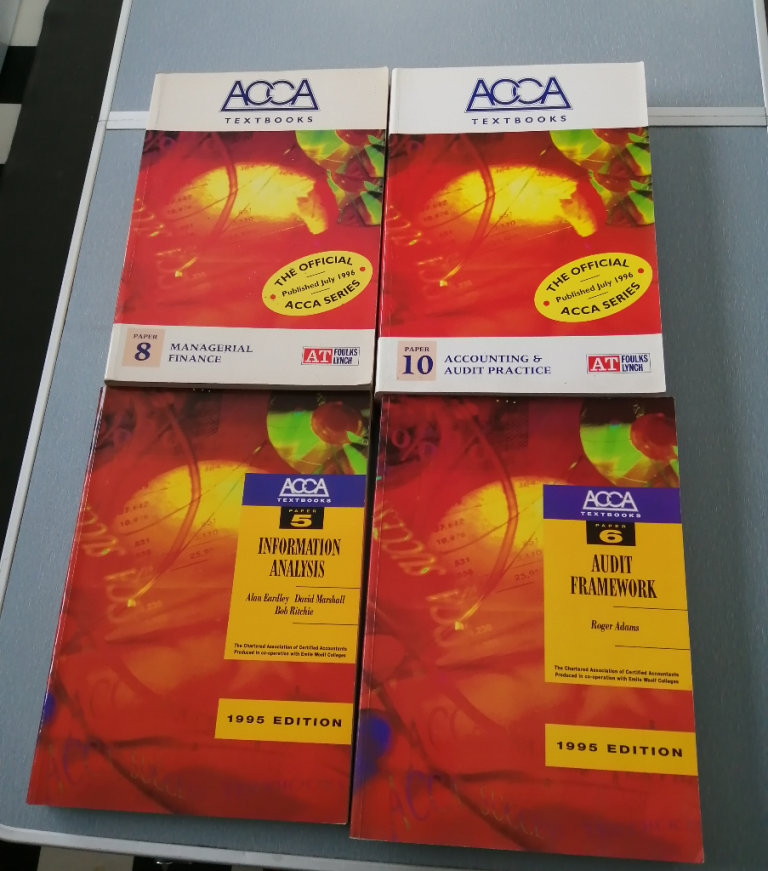 ACCA
TEXTBOOKS
THE OFFICIAL
Published July 1996
ACCA SERIES
PAPER
8
MANAGERIAL
FINANCE
AT FOULKS
LYNCH
ACCA
TEXTBOOKS
THE OFFICIAL
Published July 1996
ACCA SERIES
PAPER
10
ACCOUNTING &
AUDIT PRACTICE
AT FOULKS
LYNCH
ACCA
TEXTBOOKS
PAPER
5
INFORMATION
ANALYSIS
Alan Eardley David Marshall
Bob Ritchie
The Chartered Association of Certified Accountants
Produced in co-operation with Emile Woolf Colleges
1995 EDITION
ACCA
TEXTBOOKS
PAPER
6
AUDIT
FRAMEWORK
Roger Adams
The Chartered Association of Certified Accountants
Produced in co-operation with Emile Woolf Colleges
1995 EDITION